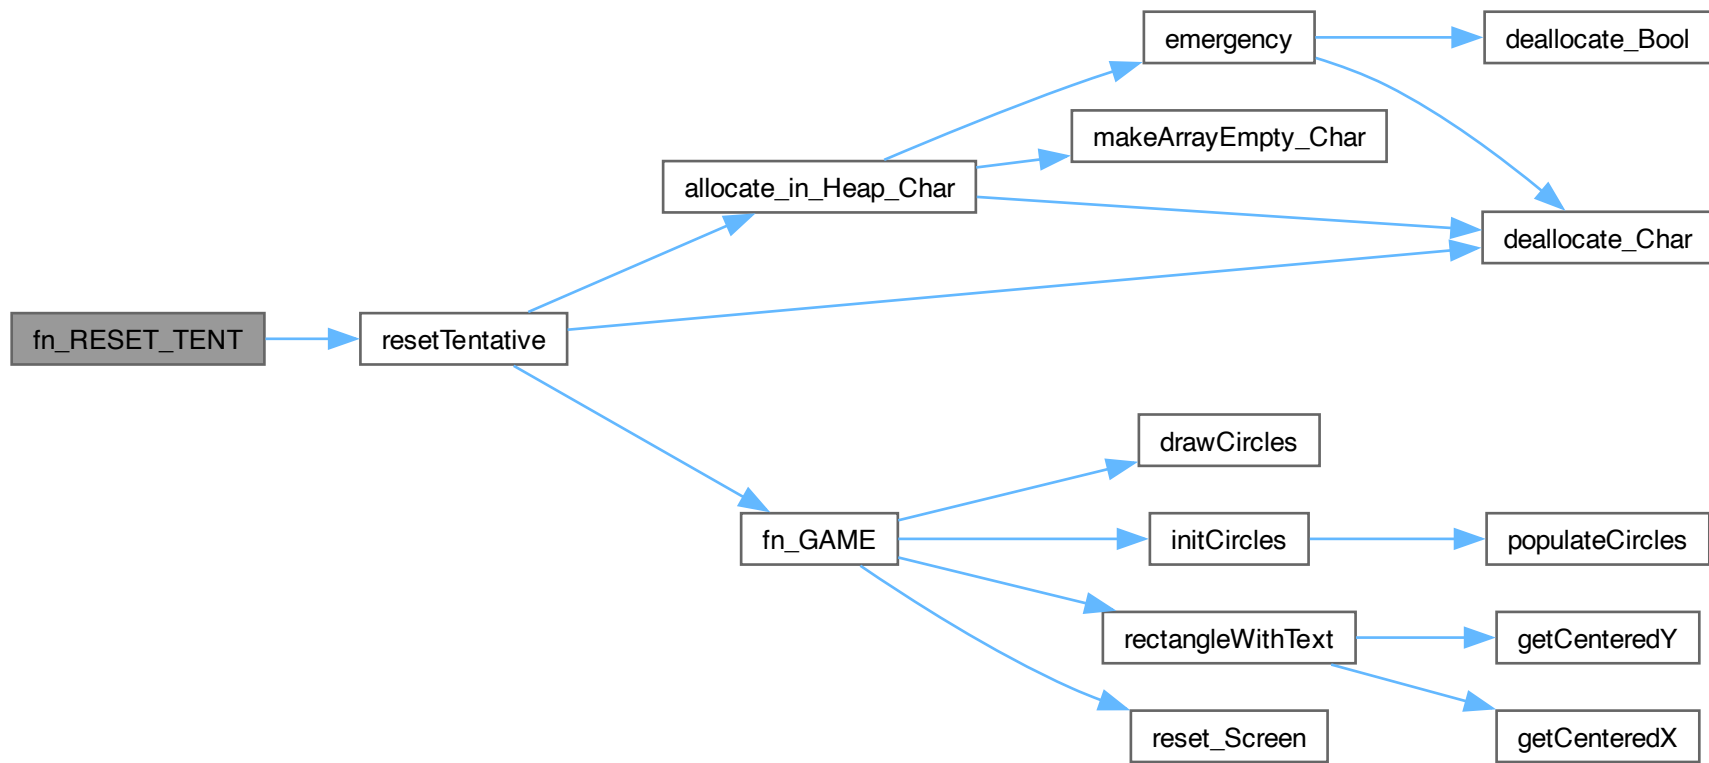 emergency
deallocate_Bool
makeArrayEmpty_Char
allocate_in_Heap_Char
deallocate_Char
fn_RESET_TENT
resetTentative
drawCircles
fn_GAME
initCircles
populateCircles
rectangleWithText
getCenteredY
reset_Screen
getCenteredX